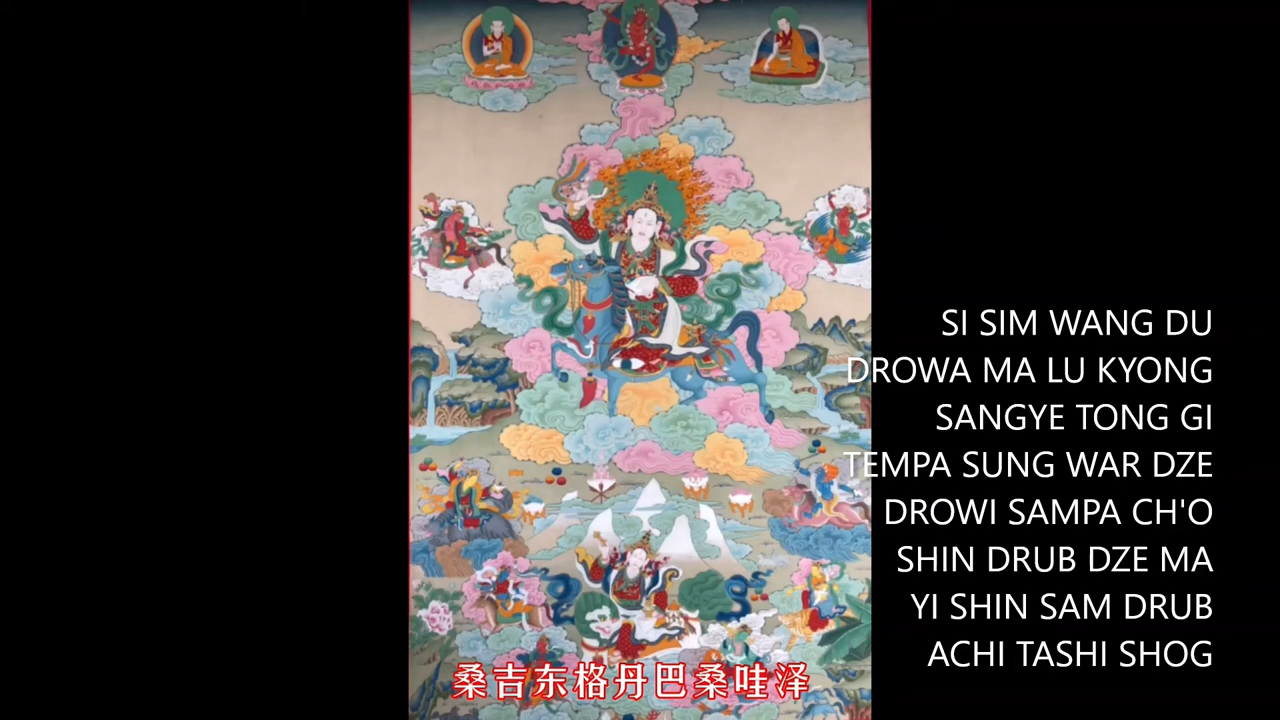 SI SIM WANG DU
DROWA MA LU KYONG
SANGYE TONG GI
TEMPA SUNG WAR DZE
DROWI SAMPA CH'O
SHIN DRUB DZE MA
YI SHIN SAM DRUB
ACHI TASHI SHOG
桑吉东格丹巴桑哇泽